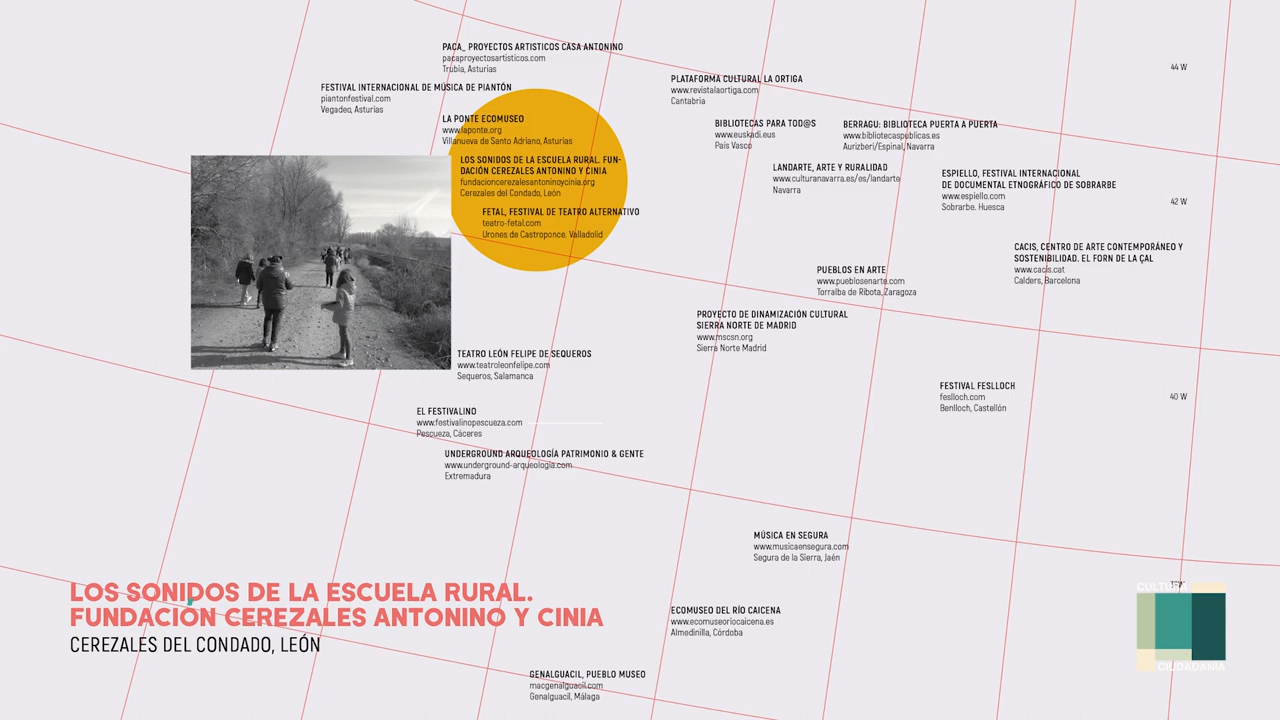 PACA_ PROYECTOS ARTISTICOS CASA ANTONINO
pacaproyectosartisticos.com
Trubia, Asturias
44 W
PLATAFORMA CULTURAL LA ORTIGA
www.revistalaortiga.com
Cantabria
FESTIVAL INTERNACIONAL DE MÚSICA DE PIANTÓN
piantonfestival.com
Vegadeo, Asturias
LA PONTE ECOMUSEO
www.laponte.org
Villanueva de Santo Adriano, Asturias
BIBLIOTECAS PARA TOD@S
www.euskadi.eus
País Vasco
BERRAGU: BIBLIOTECA PUERTA A PUERTA
www.bibliotecaspublicas.es
Aurizberi/Espinal, Navarra
LOS SONIDOS DE LA ESCUELA RURAL. FUN-
DACIÓN CEREZALES ANTONINO Y CINIA
fundacioncerezalesantoninoycinia.org
Cerezales del Condado, León
LANDARTE, ARTE Y RURALIDAD
www.culturanavarra.es/es/landarte
Navarra
ESPIELLO, FESTIVAL INTERNACIONAL
DE DOCUMENTAL ETNOGRÁFICO DE SOBRARBE
www.espiello.com
Sobrarbe. Huesca
42 W
FETAL, FESTIVAL DE TEATRO ALTERNATIVO
teatro-fetal.com
Urones de Castroponce. Valladolid
CACIS, CENTRO DE ARTE CONTEMPORÁNEO Y
SOSTENIBILIDAD. EL FORN DE LA ÇAL
www.cacis.cat
Calders, Barcelona
PUEBLOS EN ARTE
www.pueblosenarte.com
Torralba de Ribota, Zaragoza
PROYECTO DE DINAMIZACIÓN CULTURAL
SIERRA NORTE DE MADRID
www.mscsn.org
Sierra Norte Madrid
TEATRO LEÓN FELIPE DE SEQUEROS
www.teatroleonfelipe.com
Sequeros, Salamanca
FESTIVAL FESLLOCH
feslloch.com
Benlloch, Castellón
40 W
EL FESTIVALINO
www.festivalinopescueza.com
Pescueza, Cáceres
UNDERGROUND ARQUEOLOGÍA PATRIMONIO & GENTE
www.underground-arqueologia.com
Extremadura
MÚSICA EN SEGURA
www.musicaensegura.com
Segura de la Sierra, Jaén
LOS SONIDOS DE LA ESCUELA RURAL.
FUNDACIÓN CEREZALES ANTONINO Y CINIA
CEREZALES DEL CONDADO, LEÓN
ECOMUSEO DEL RÍO CAICENA
www.ecomuseoriocaicena.es
Almedinilla, Córdoba
GENALGUACIL, PUEBLO MUSEO
macgenalguacil.com
Genalguacil, Málaga
CULTURA
CIUDADANÍA